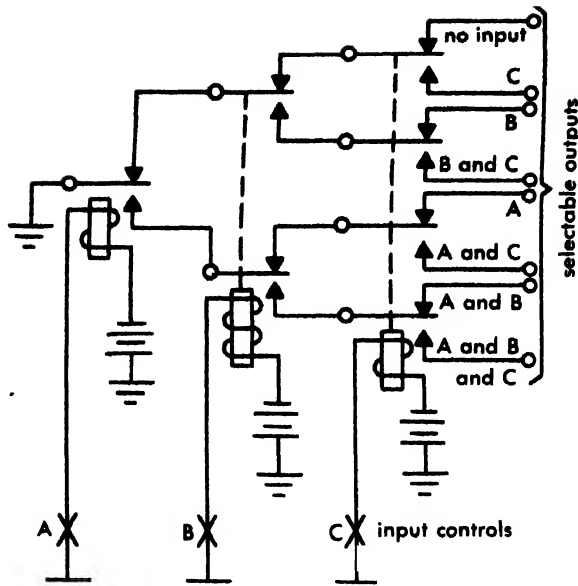 no input
C
B
B and C
A
A and C
A and B
A and B
and C
selectable outputs
A
B
C
input controls